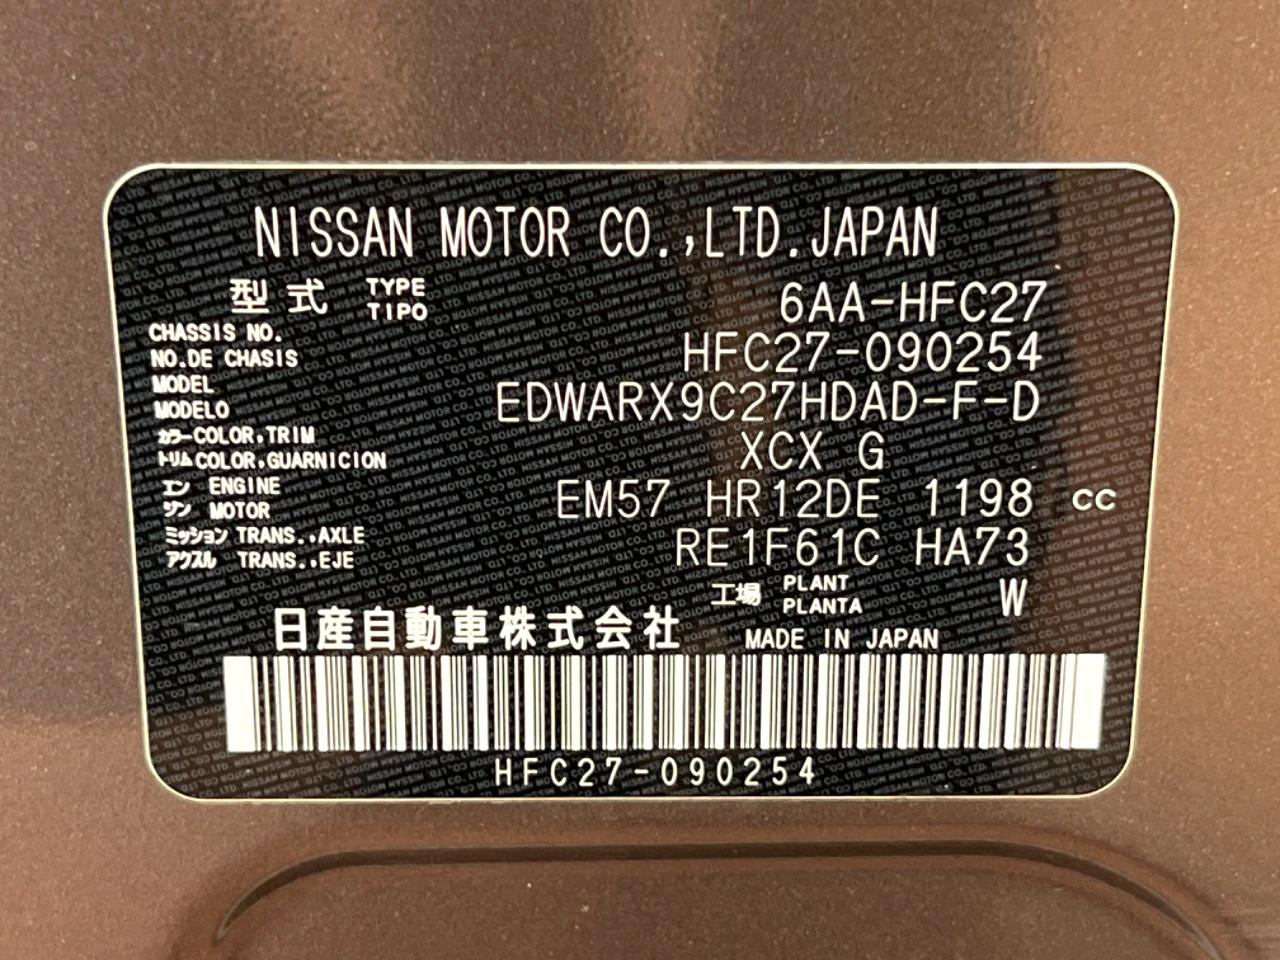 NISSAN MOTOR CO.,LTD.JAPAN
型式 TYPE TIPO 6AA-HFC27
CHASSIS NO.
NO.DE CHASIS HFC27-090254
MODEL
MODELO EDWARX9C27HDAD-F-D
カラー COLOR,TRIM
トリム COLOR,GUARNICION XCX G
エン ENGINE
ジン MOTOR EM57 HR12DE 1198 cc
ミッション TRANS.,AXLE
アクスル TRANS.,EJE RE1F61C HA73
工場 PLANT PLANTA W
日産自動車株式会社 MADE IN JAPAN
HFC27-090254